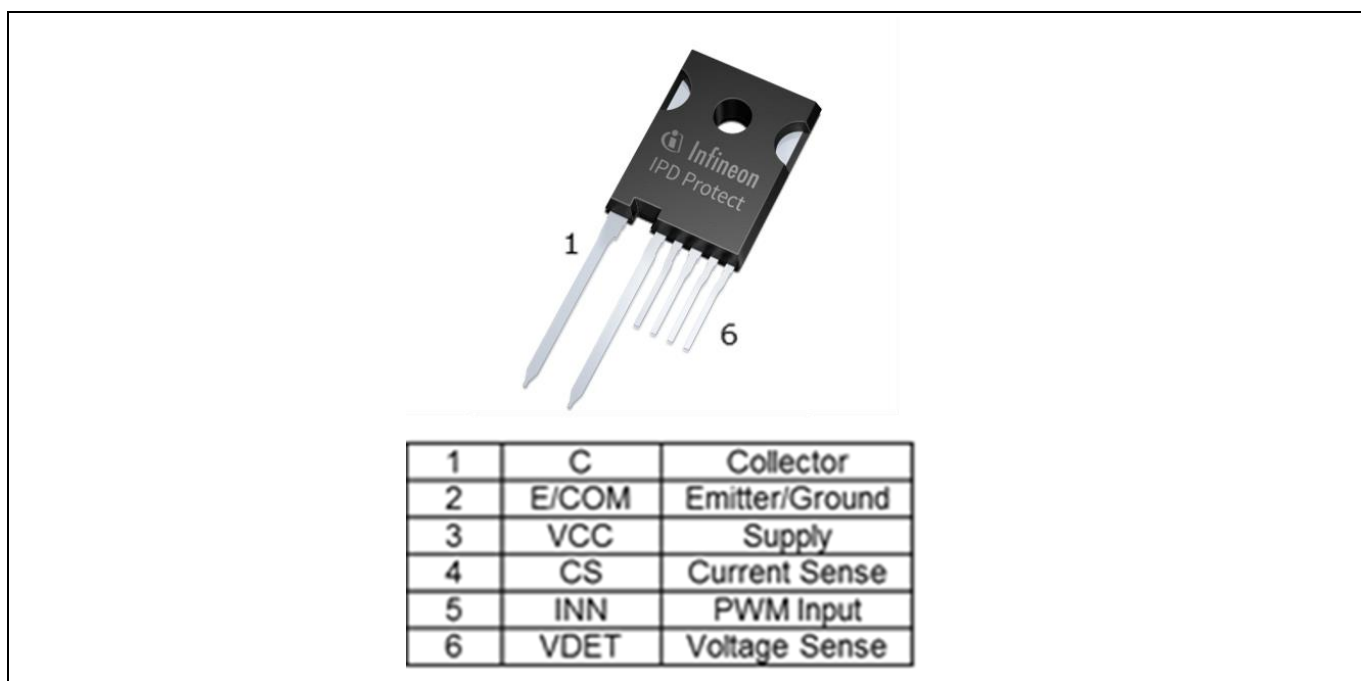 Infineon
IPD Protect
1
6
1 C Collector
2 E/COM Emitter/Ground
3 VCC Supply
4 CS Current Sense
5 INN PWM Input
6 VDET Voltage Sense